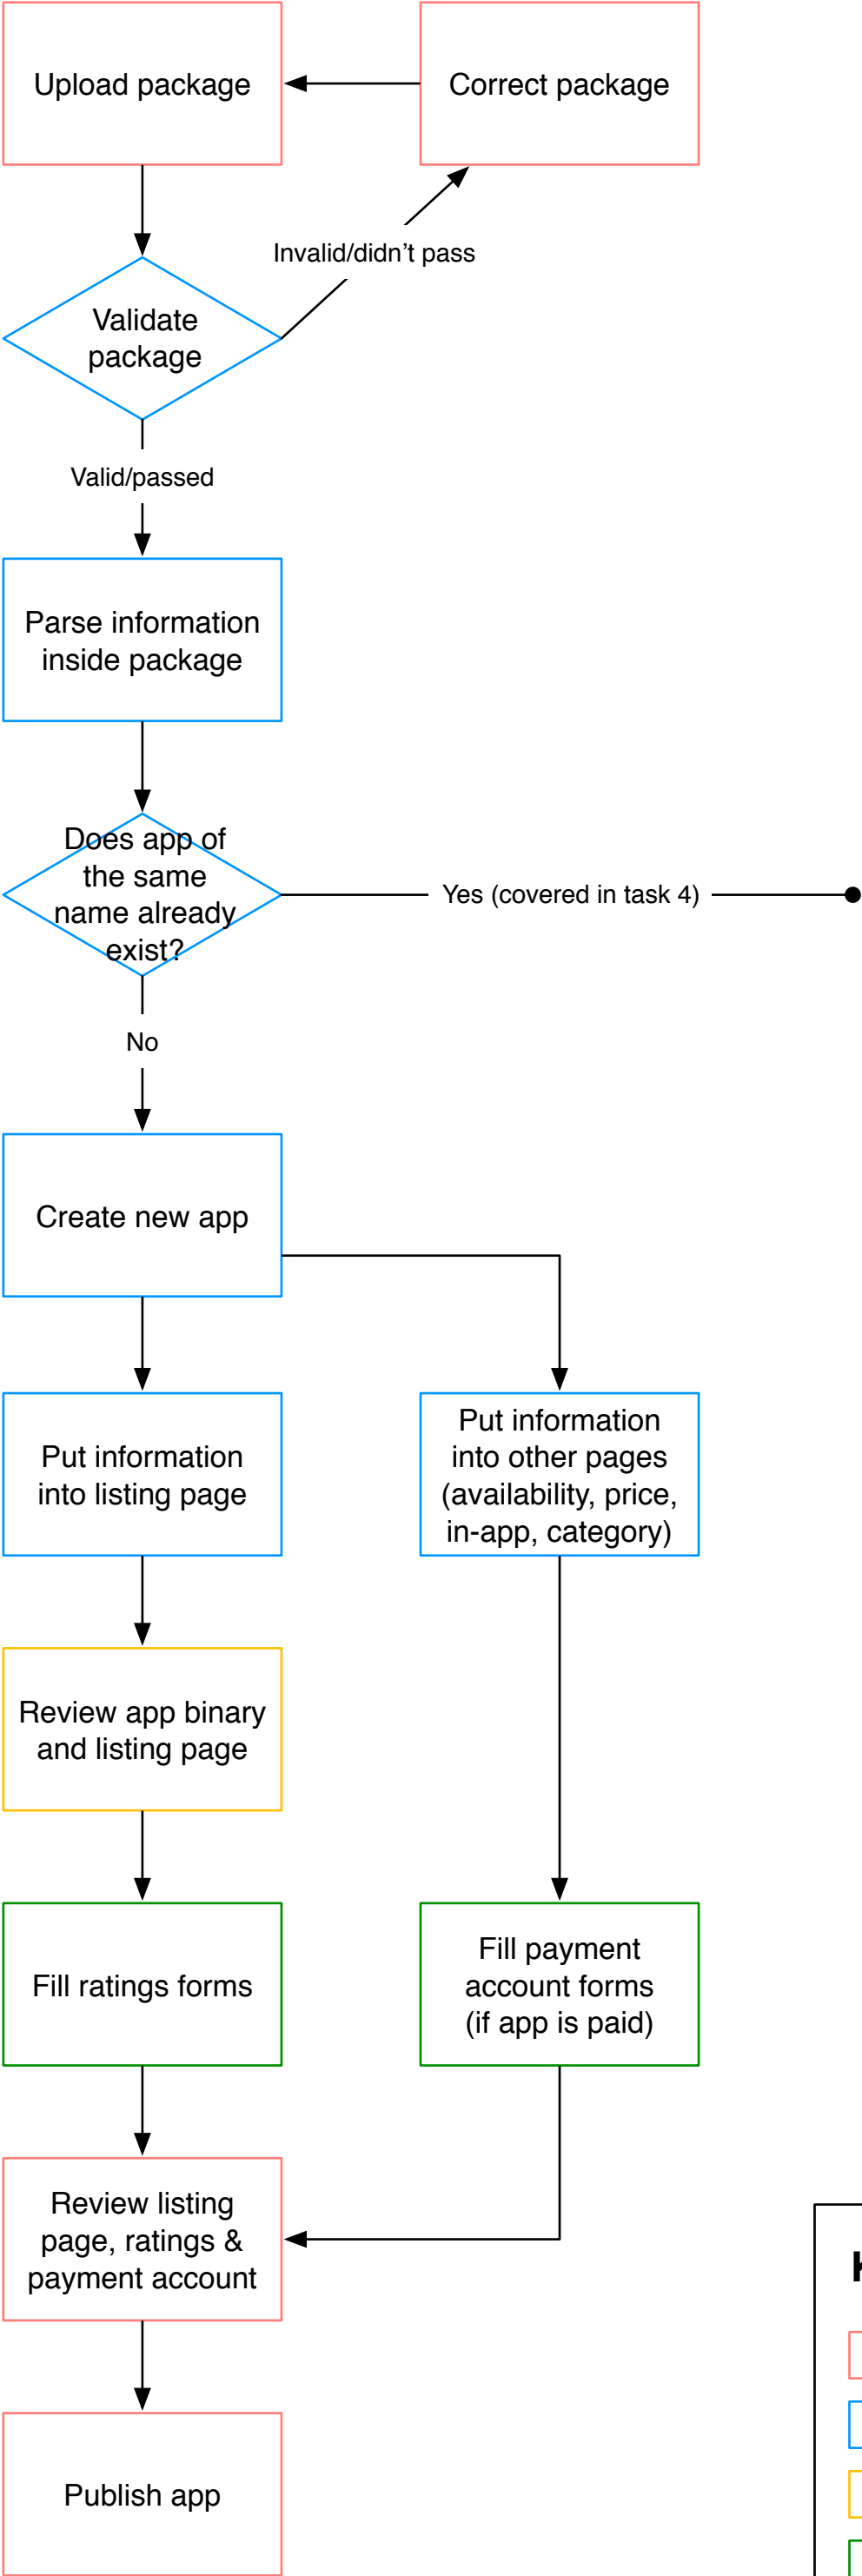 Upload package
Correct package
Invalid/didn’t pass
Validate
package
Valid/passed
Parse information
inside package
Does app of
the same
name already
exist?
Yes (covered in task 4)
No
Create new app
Put information
into listing page
Put information
into other pages
(availability, price,
in-app, category)
Review app binary
and listing page
Fill ratings forms
Fill payment
account forms
(if app is paid)
Review listing
page, ratings &
payment account
Publish app